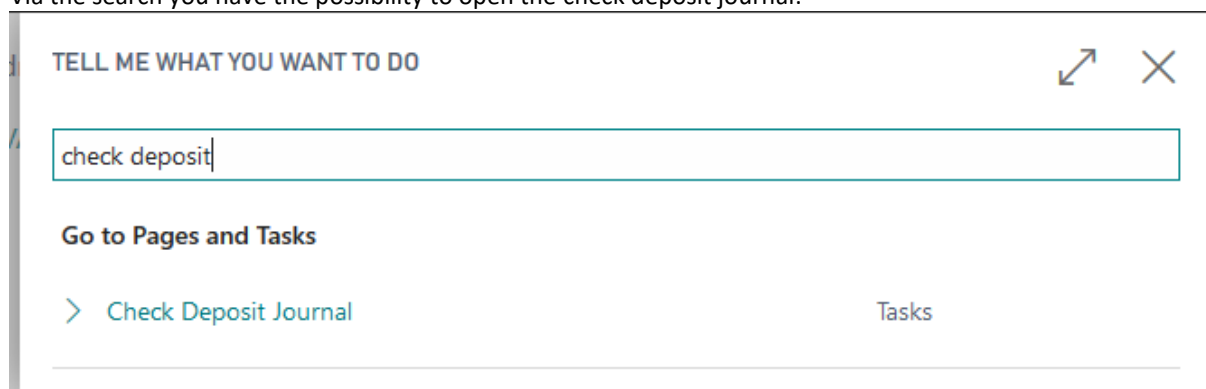 Via the search you have the possibility to open the check deposit journal.
TELL ME WHAT YOU WANT TO DO
check deposit
Go to Pages and Tasks
Check Deposit Journal Tasks